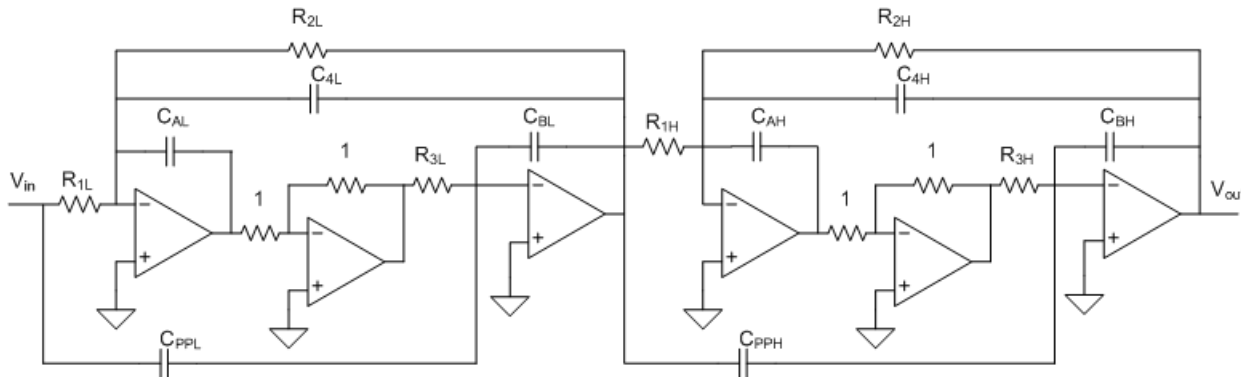 R2L
R2H
C4L
C4H
CAL
CBL
R1H
CAH
CBH
Vin
R1L
1
1
R3L
1
1
R3H
Vou
CPPL
CPPH